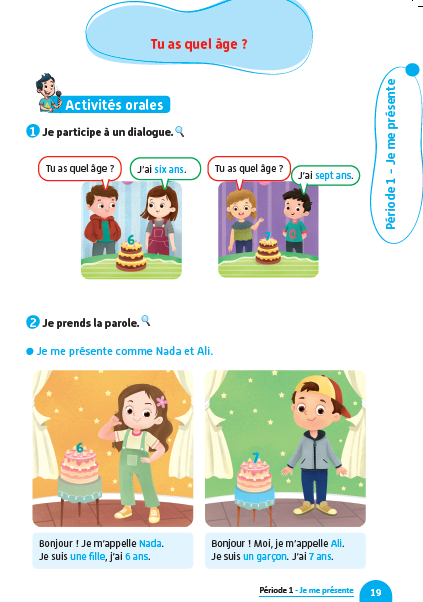 Tu as quel âge ?
Activités orales
1 Je participe à un dialogue.
Tu as quel âge ?
J'ai six ans.
Tu as quel âge ?
J'ai sept ans.
6
7
2 Je prends la parole.
● Je me présente comme Nada et Ali.
6
7
Bonjour ! Je m'appelle Nada.
Je suis une fille, j'ai 6 ans.
Bonjour ! Moi, je m'appelle Ali.
Je suis un garçon. J'ai 7 ans.
Période 1 - Je me présente
Période 1 - Je me présente 19